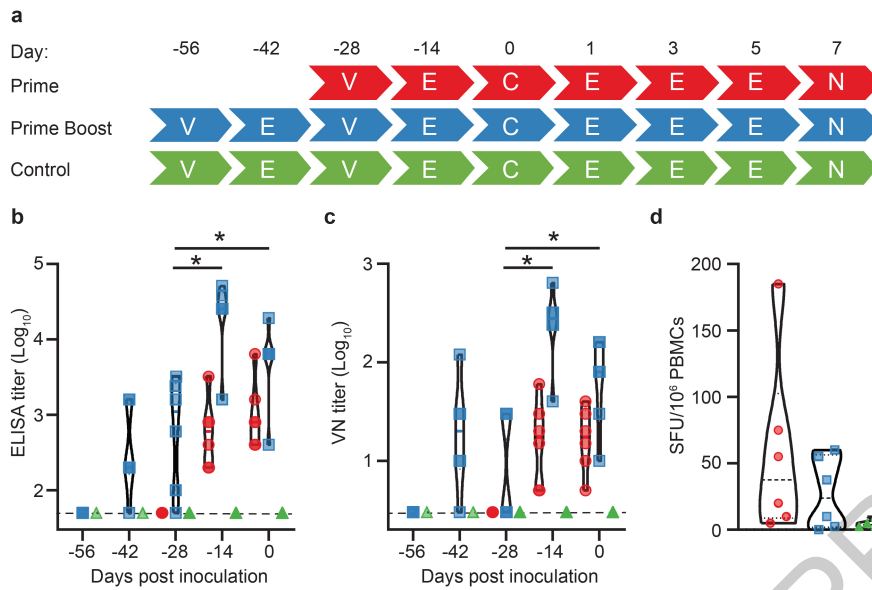 a
Day: -56 -42 -28 -14 0 1 3 5 7
Prime V E C E E E N
Prime Boost V E V E C E E E N
Control V E V E C E E E N
b
c
d
* *
* *
ELISA titer (Log10)
5
4
3
2
-56 -42 -28 -14 0
Days post inoculation
VN titer (Log10)
3
2
1
-56 -42 -28 -14 0
Days post inoculation
SFU/10⁶ PBMCs
200
150
100
50
0